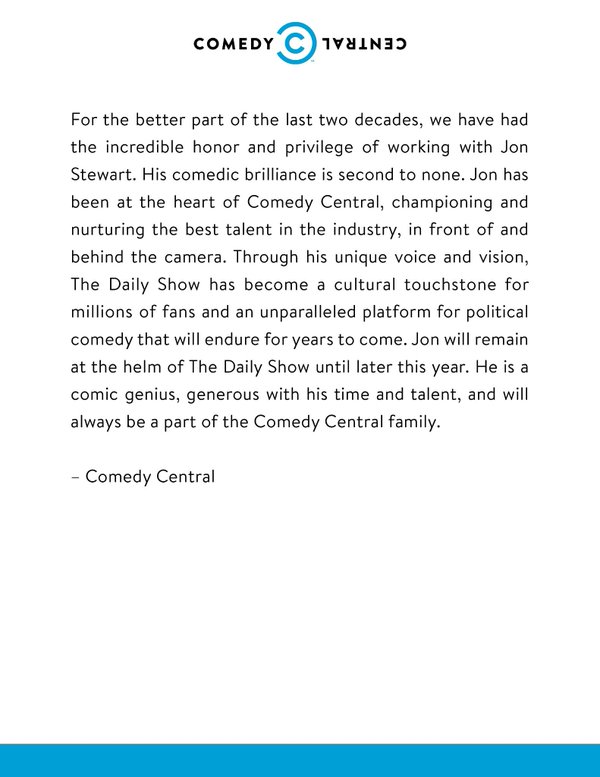 COMEDY CENTRAL
For the better part of the last two decades, we have had
the incredible honor and privilege of working with Jon
Stewart. His comedic brilliance is second to none. Jon has
been at the heart of Comedy Central, championing and
nurturing the best talent in the industry, in front of and
behind the camera. Through his unique voice and vision,
The Daily Show has become a cultural touchstone for
millions of fans and an unparalleled platform for political
comedy that will endure for years to come. Jon will remain
at the helm of The Daily Show until later this year. He is a
comic genius, generous with his time and talent, and will
always be a part of the Comedy Central family.
– Comedy Central